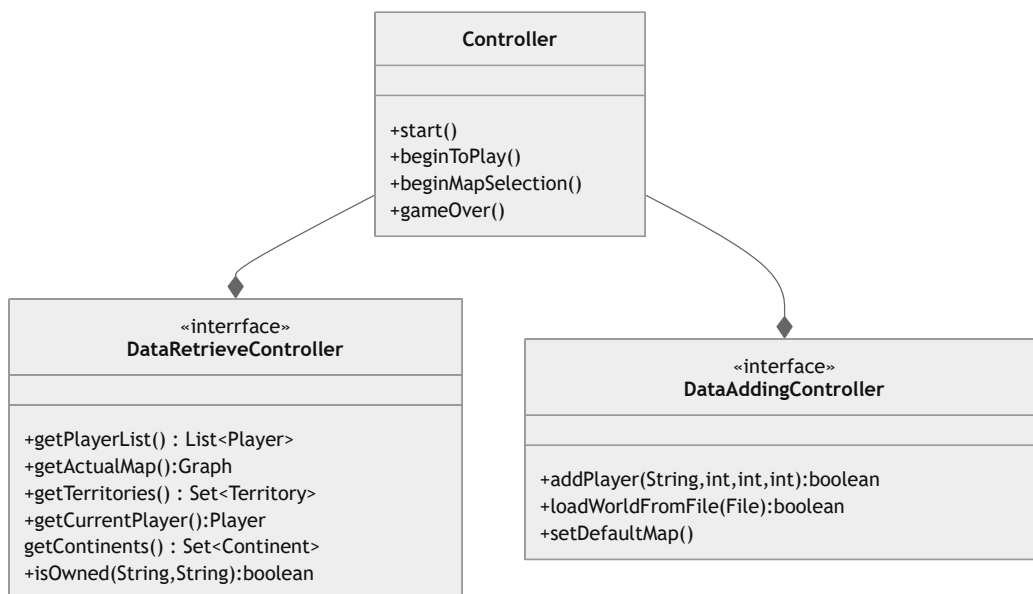 Controller
+start()
+beginToPlay()
+beginMapSelection()
+gameOver()
«interrface»
DataRetrieveController
+getPlayerList() : List<Player>
+getActualMap():Graph
+getTerritories() : Set<Territory>
+getCurrentPlayer():Player
getContinents() : Set<Continent>
+isOwned(String,String):boolean
«interface»
DataAddingController
+addPlayer(String,int,int,int):boolean
+loadWorldFromFile(File):boolean
+setDefaultMap()